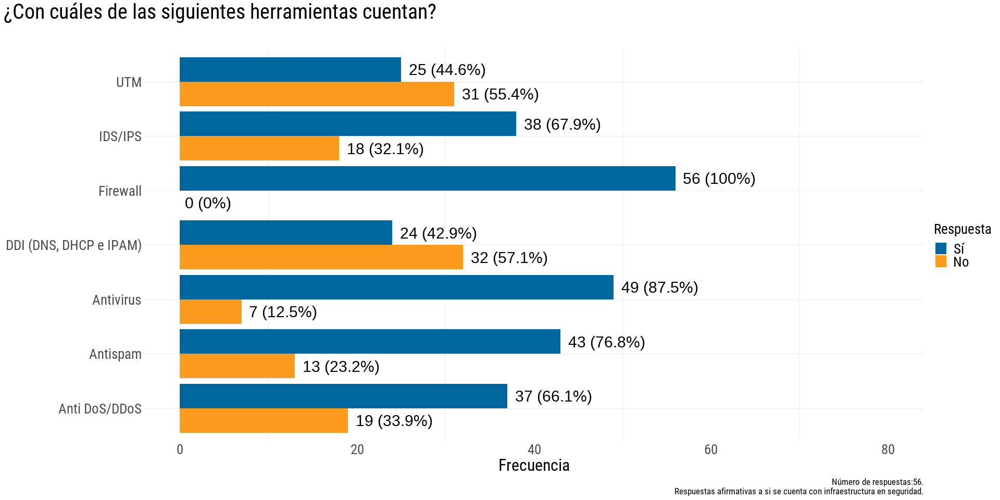 ¿Con cuáles de las siguientes herramientas cuentan?
UTM
25 (44.6%)
31 (55.4%)
IDS/IPS
38 (67.9%)
18 (32.1%)
Firewall
56 (100%)
0 (0%)
DDI (DNS, DHCP e IPAM)
24 (42.9%)
32 (57.1%)
Antivirus
49 (87.5%)
7 (12.5%)
Antispam
43 (76.8%)
13 (23.2%)
Anti DoS/DDoS
37 (66.1%)
19 (33.9%)
0 20 40 60 80
Frecuencia
Respuesta
Sí
No
Número de respuestas:56.
Respuestas afirmativas a si se cuenta con infraestructura en seguridad.